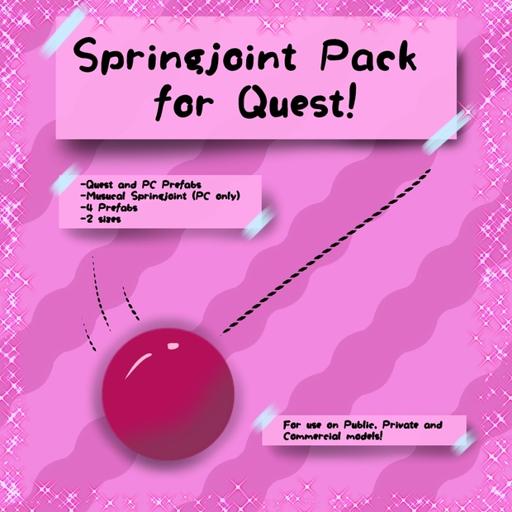 Springjoint Pack
for Quest!
-Quest and PC Prefabs
-Musucal Springjoint (PC only)
-4 Prefabs
-2 sizes
For use on Public, Private and
Commercial models!